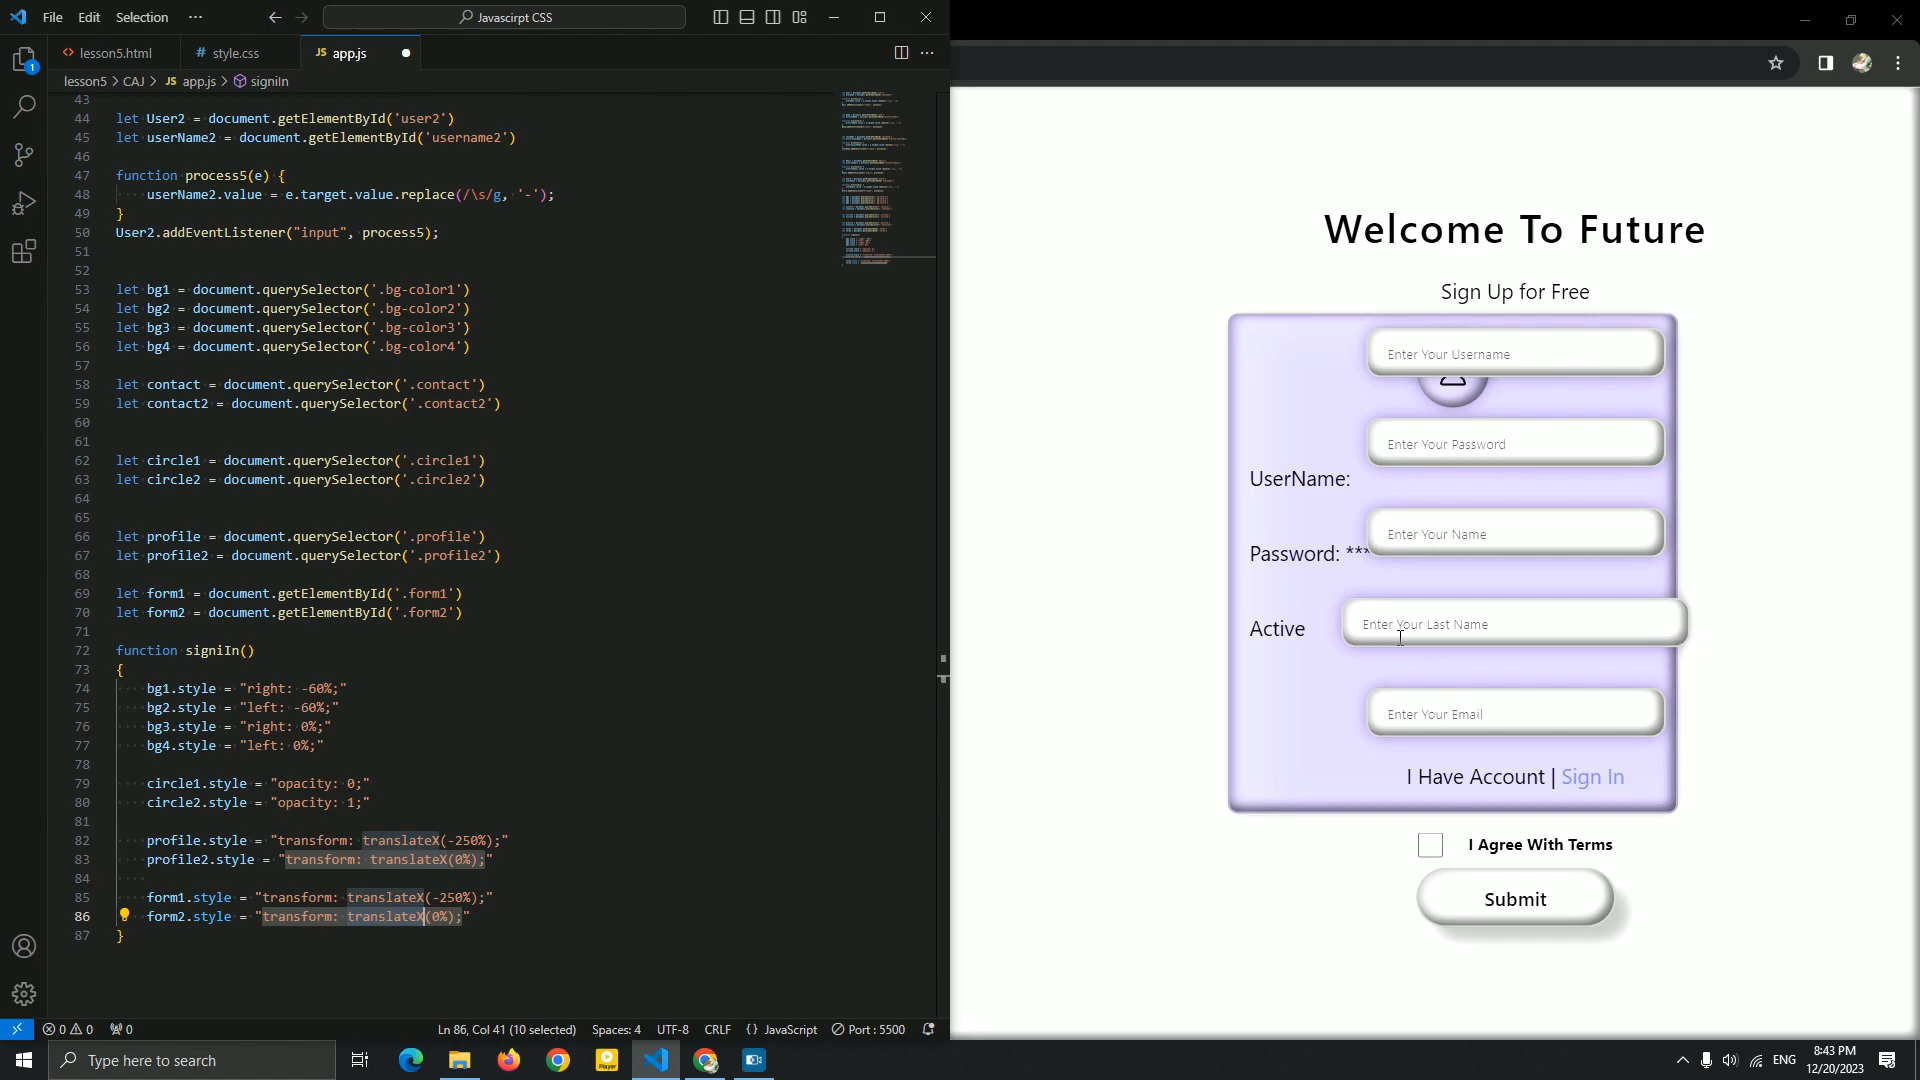 File Edit Selection ··· Javascirpt CSS
lesson5.html # style.css JS app.js
lesson5 > CAJ > JS app.js > signiIn
43
44 let User2 = document.getElementById('user2')
45 let userName2 = document.getElementById('username2')
46
47 function process5(e) {
48 userName2.value = e.target.value.replace(/\s/g, '-');
49 }
50 User2.addEventListener("input", process5);
51
52
53 let bg1 = document.querySelector('.bg-color1')
54 let bg2 = document.querySelector('.bg-color2')
55 let bg3 = document.querySelector('.bg-color3')
56 let bg4 = document.querySelector('.bg-color4')
57
58 let contact = document.querySelector('.contact')
59 let contact2 = document.querySelector('.contact2')
60
61
62 let circle1 = document.querySelector('.circle1')
63 let circle2 = document.querySelector('.circle2')
64
65
66 let profile = document.querySelector('.profile')
67 let profile2 = document.querySelector('.profile2')
68
69 let form1 = document.getElementById('.form1')
70 let form2 = document.getElementById('.form2')
71
72 function signiIn()
73 {
74 bg1.style = "right: -60%;"
75 bg2.style = "left: -60%;"
76 bg3.style = "right: 0%;"
77 bg4.style = "left: 0%;"
78
79 circle1.style = "opacity: 0;"
80 circle2.style = "opacity: 1;"
81
82 profile.style = "transform: translateX(-250%);"
83 profile2.style = "transform: translateX(0%);"
84
85 form1.style = "transform: translateX(-250%);"
86 form2.style = "transform: translateX(0%);"
87 }
1
0 0 0 Ln 86, Col 41 (10 selected) Spaces: 4 UTF-8 CRLF {} JavaScript Port : 5500
Welcome To Future
Sign Up for Free
Enter Your Username
Enter Your Password
UserName:
Enter Your Name
Password: ***
Enter Your Last Name
Active
Enter Your Email
I Have Account | Sign In
I Agree With Terms
Submit
Type here to search
Player
ENG
8:43 PM
12/20/2023